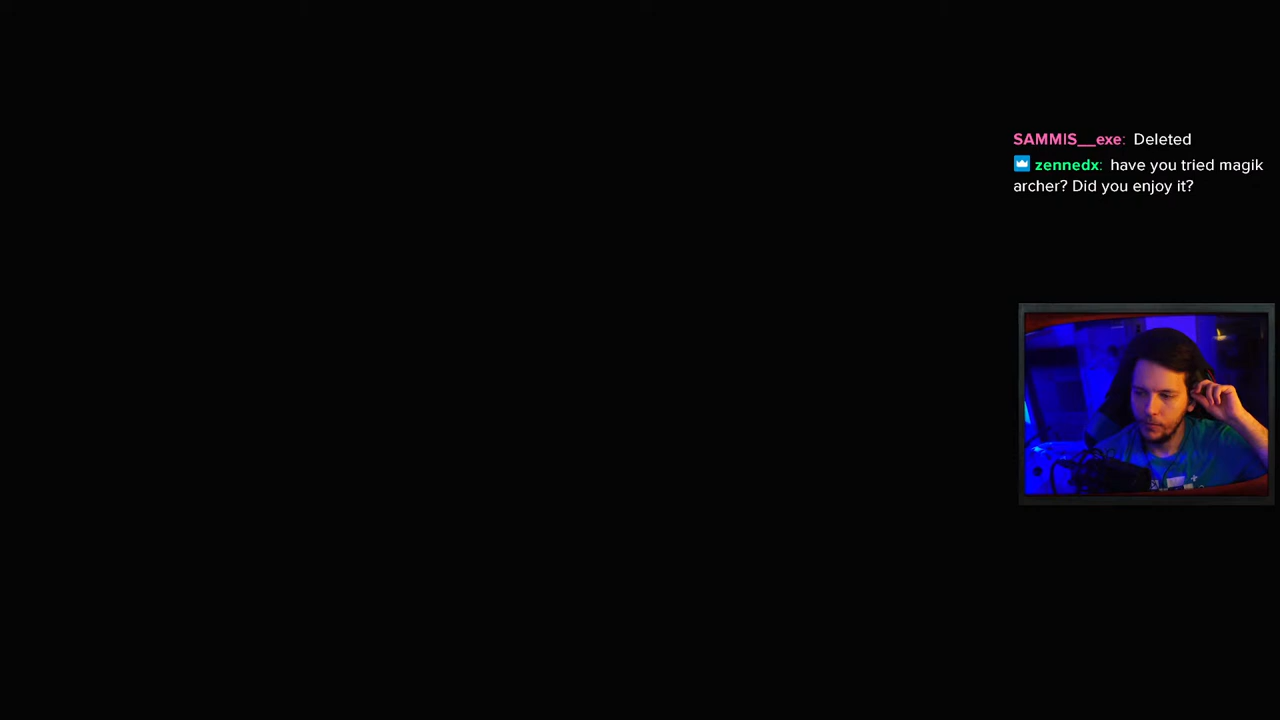 SAMMIS__exe: Deleted
zennedx: have you tried magik
archer? Did you enjoy it?